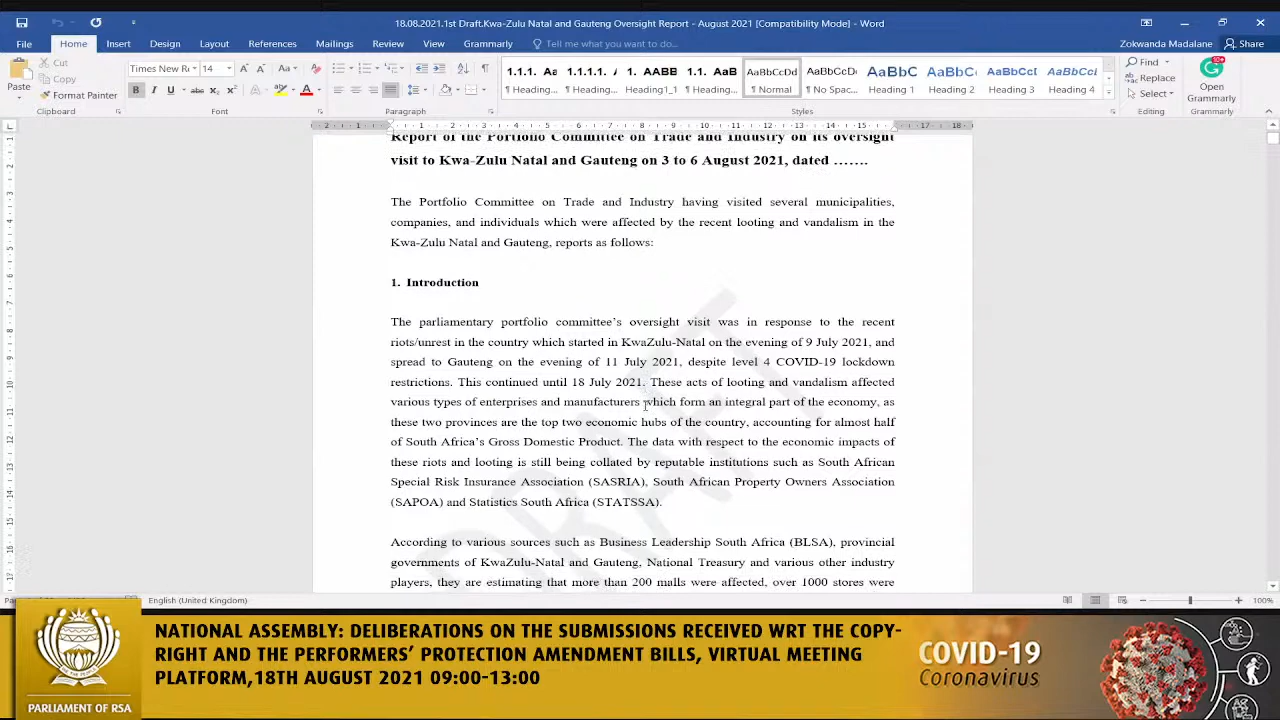 18.08.2021.1st Draft.Kwa-Zulu Natal and Gauteng Oversight Report - August 2021 [Compatibility Mode] - Word
File Home Insert Design Layout References Mailings Review View Grammarly Tell me what you want to do... Zokwanda Madalane Share
Paste
Cut
Copy
Format Painter
Clipboard
Times New R 14
Font
Paragraph
1.1.1. Aa 1.1.1.1. A 1. AABB 1.1. AaB AaBbCcDd AaBbCcDc AaBbC AaBbC AaBbCcI AaBbCcI
Heading... Heading... Heading1_1 Heading... ¶ Normal ¶ No Spac... Heading 1 Heading 2 Heading 3 Heading 4
Styles
Find
Replace
Select
Editing
Open
Grammarly
Grammarly
Report of the Portfolio Committee on Trade and Industry on its oversight
visit to Kwa-Zulu Natal and Gauteng on 3 to 6 August 2021, dated …….
The Portfolio Committee on Trade and Industry having visited several municipalities,
companies, and individuals which were affected by the recent looting and vandalism in the
Kwa-Zulu Natal and Gauteng, reports as follows:
1. Introduction
The parliamentary portfolio committee’s oversight visit was in response to the recent
riots/unrest in the country which started in KwaZulu-Natal on the evening of 9 July 2021, and
spread to Gauteng on the evening of 11 July 2021, despite level 4 COVID-19 lockdown
restrictions. This continued until 18 July 2021. These acts of looting and vandalism affected
various types of enterprises and manufacturers which form an integral part of the economy, as
these two provinces are the top two economic hubs of the country, accounting for almost half
of South Africa’s Gross Domestic Product. The data with respect to the economic impacts of
these riots and looting is still being collated by reputable institutions such as South African
Special Risk Insurance Association (SASRIA), South African Property Owners Association
(SAPOA) and Statistics South Africa (STATSSA).
According to various sources such as Business Leadership South Africa (BLSA), provincial
governments of KwaZulu-Natal and Gauteng, National Treasury and various other industry
players, they are estimating that more than 200 malls were affected, over 1000 stores were
DRAFT
English (United Kingdom)
100%
NATIONAL ASSEMBLY: DELIBERATIONS ON THE SUBMISSIONS RECEIVED WRT THE COPY-
RIGHT AND THE PERFORMERS’ PROTECTION AMENDMENT BILLS, VIRTUAL MEETING
PLATFORM,18TH AUGUST 2021 09:00-13:00
PARLIAMENT OF RSA
COVID-19
Coronavirus